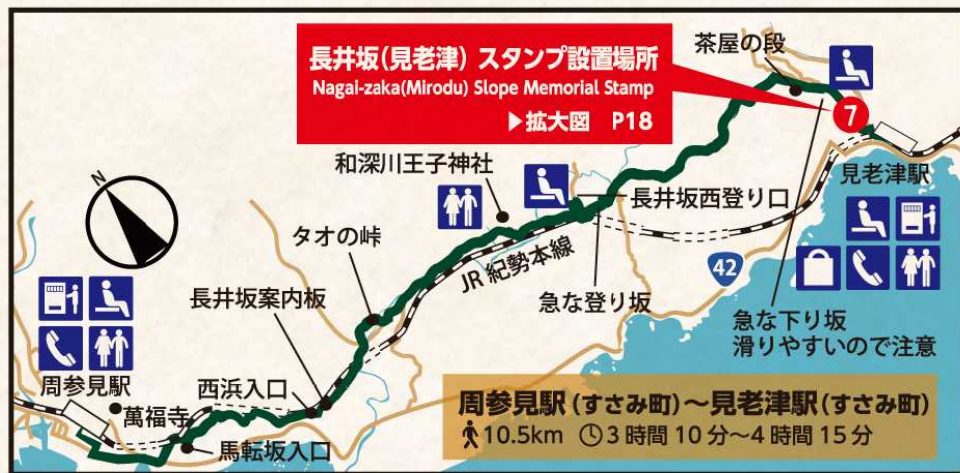 茶屋の段
長井坂(見老津) スタンプ設置場所
Nagai-zaka(Mirodu) Slope Memorial Stamp
▶拡大図 P18
7
見老津駅
和深川王子神社
長井坂西登り口
N
タオの峠
JR紀勢本線
42
長井坂案内板
急な登り坂
急な下り坂
滑りやすいので注意
周参見駅
西浜入口
萬福寺
馬転坂入口
周参見駅(すさみ町)~見老津駅(すさみ町)
10.5km 3時間10分~4時間15分